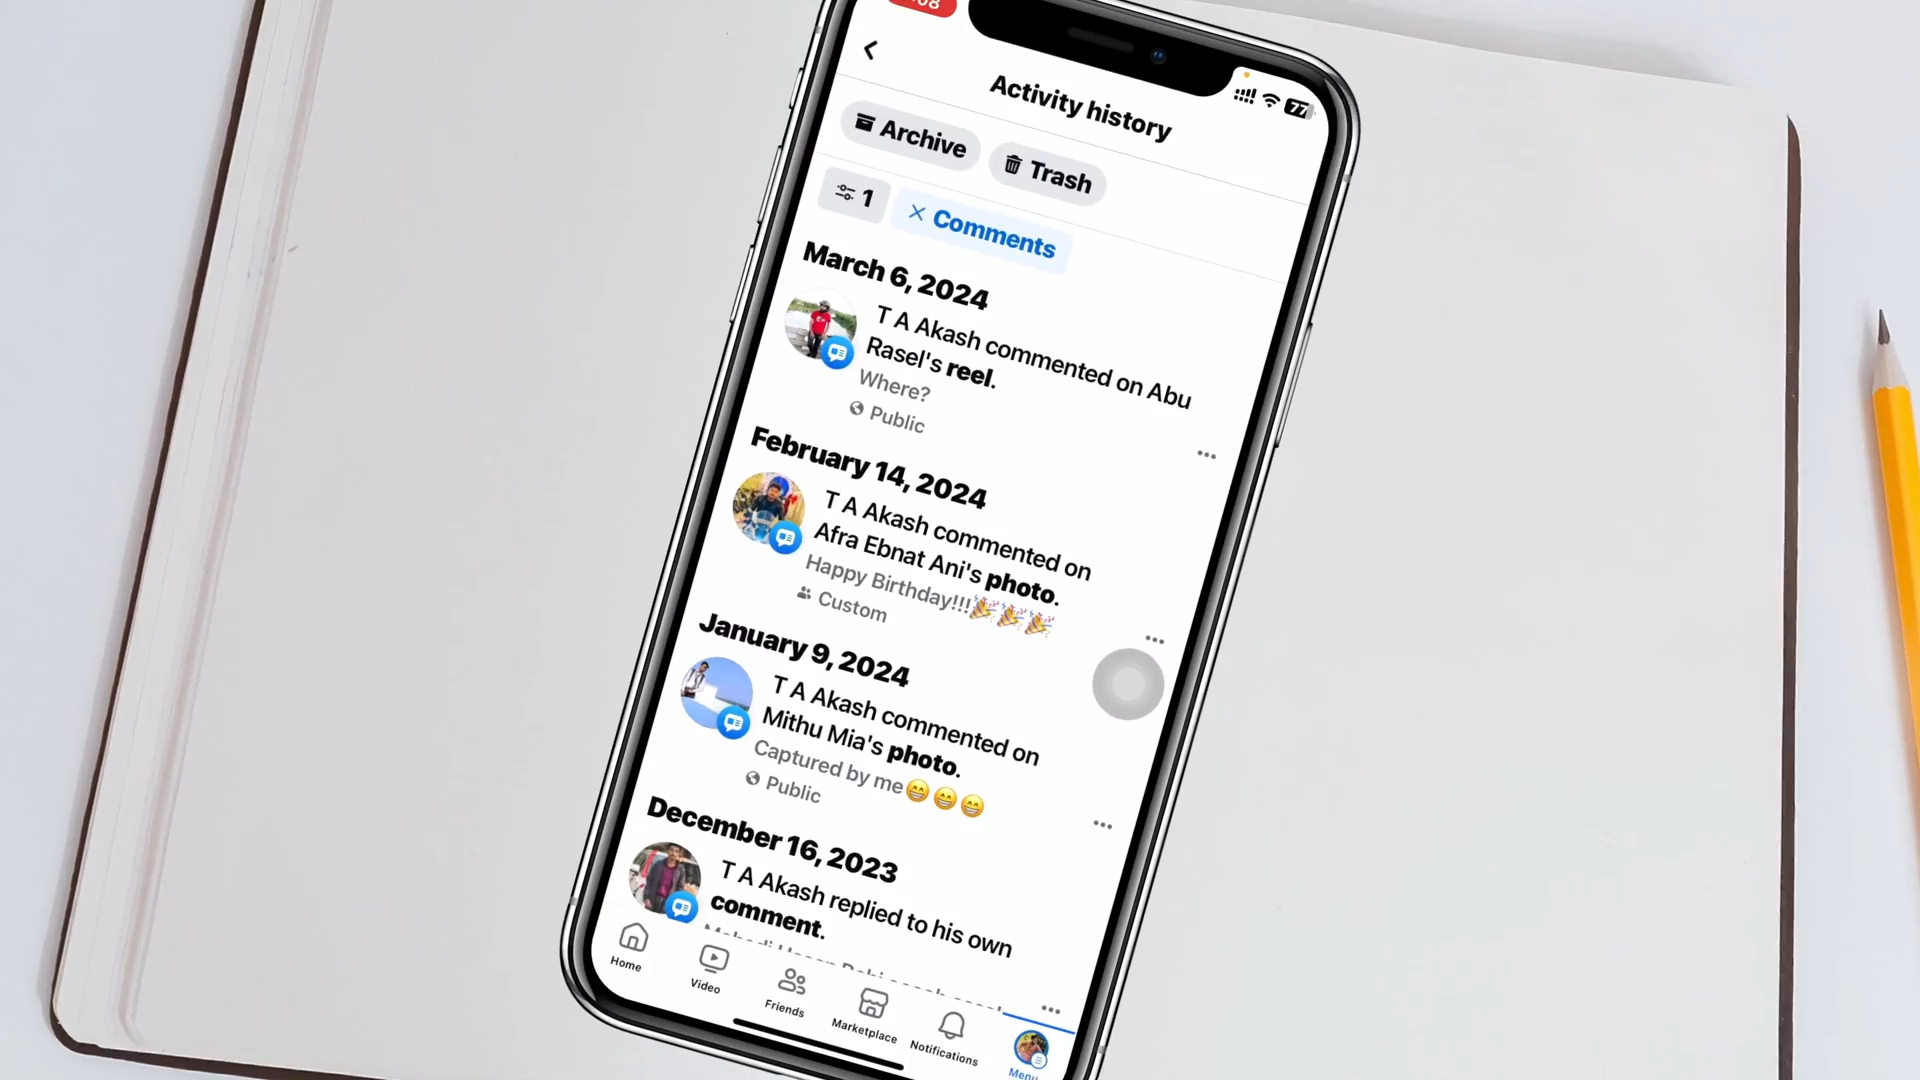 77
Activity history
Archive
Trash
1
Comments
March 6, 2024
T A Akash commented on Abu
Rasel's reel.
Where?
Public
February 14, 2024
T A Akash commented on
Afra Ebnat Ani's photo.
Happy Birthday!!!🎉🎉🎉
Custom
January 9, 2024
T A Akash commented on
Mithu Mia's photo.
Captured by me😁😁😁
Public
December 16, 2023
T A Akash replied to his own
comment.
Home
Video
Friends
Marketplace
Notifications
Menu